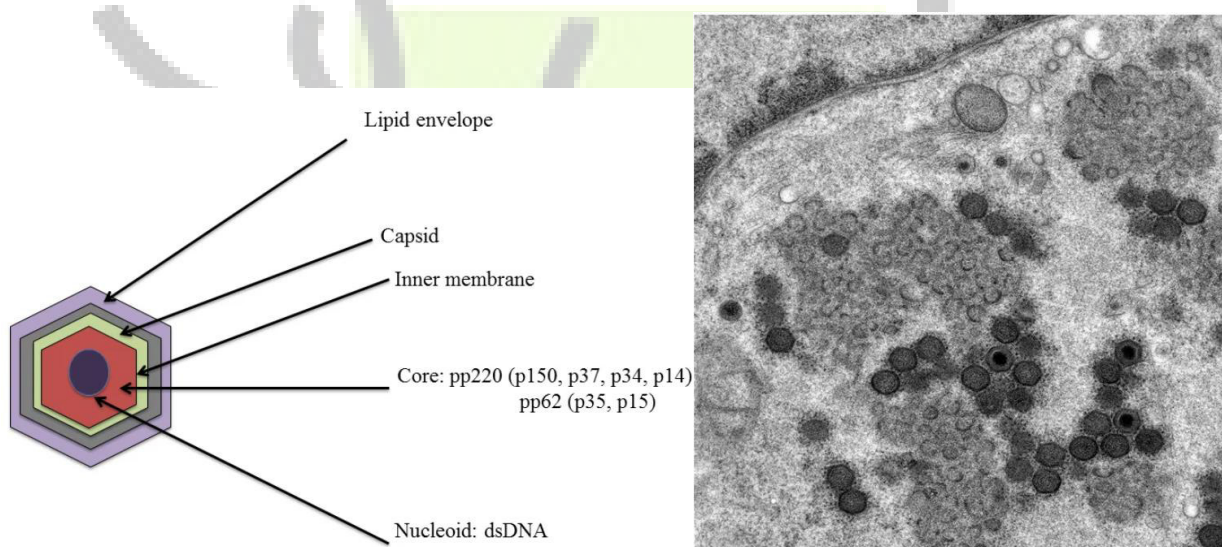 Lipid envelope
Capsid
Inner membrane
Core: pp220 (p150, p37, p34, p14)
pp62 (p35, p15)
Nucleoid: dsDNA